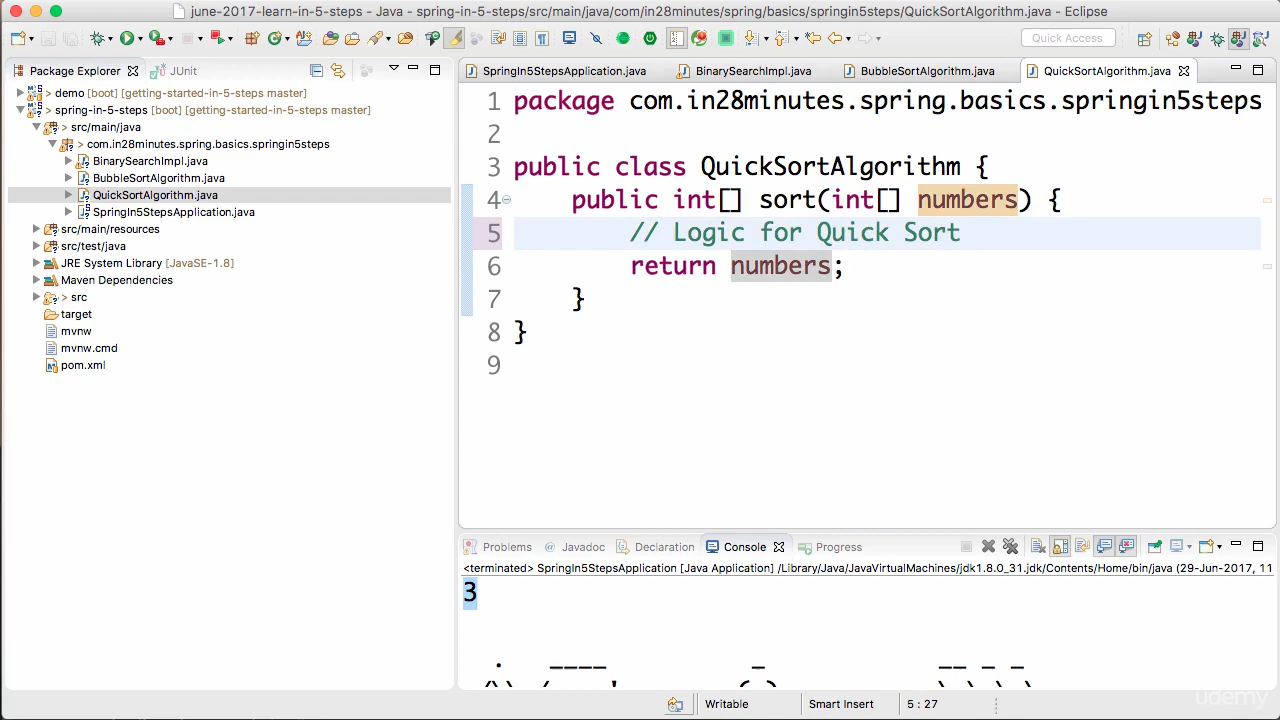 june-2017-learn-in-5-steps - Java - spring-in-5-steps/src/main/java/com/in28minutes/spring/basics/springin5steps/QuickSortAlgorithm.java - Eclipse
Quick Access
Package Explorer
JUnit
> demo [boot] [getting-started-in-5-steps master]
> spring-in-5-steps [boot] [getting-started-in-5-steps master]
> src/main/java
> com.in28minutes.spring.basics.springin5steps
BinarySearchImpl.java
BubbleSortAlgorithm.java
QuickSortAlgorithm.java
SpringIn5StepsApplication.java
src/main/resources
src/test/java
JRE System Library [JavaSE-1.8]
Maven Dependencies
> src
target
mvnw
mvnw.cmd
pom.xml
SpringIn5StepsApplication.java
BinarySearchImpl.java
BubbleSortAlgorithm.java
QuickSortAlgorithm.java
1 package com.in28minutes.spring.basics.springin5steps
2
3 public class QuickSortAlgorithm {
4 public int[] sort(int[] numbers) {
5 // Logic for Quick Sort
6 return numbers;
7 }
8 }
9
Problems
@ Javadoc
Declaration
Console
Progress
<terminated> SpringIn5StepsApplication [Java Application] /Library/Java/JavaVirtualMachines/jdk1.8.0_31.jdk/Contents/Home/bin/java (29-Jun-2017, 11
3
Writable
Smart Insert
5 : 27
udemy